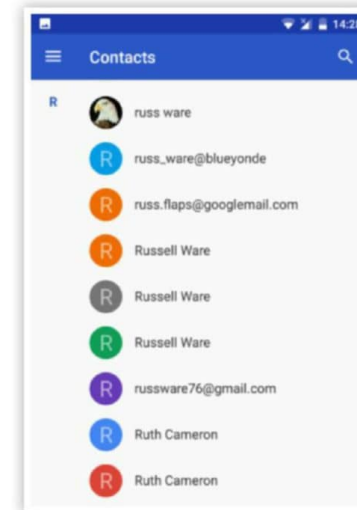 14:28
Contacts
R
russ ware
R
russ_ware@blueyonde
R
russ.flaps@googlemail.com
R
Russell Ware
R
Russell Ware
R
Russell Ware
R
russware76@gmail.com
R
Ruth Cameron
R
Ruth Cameron